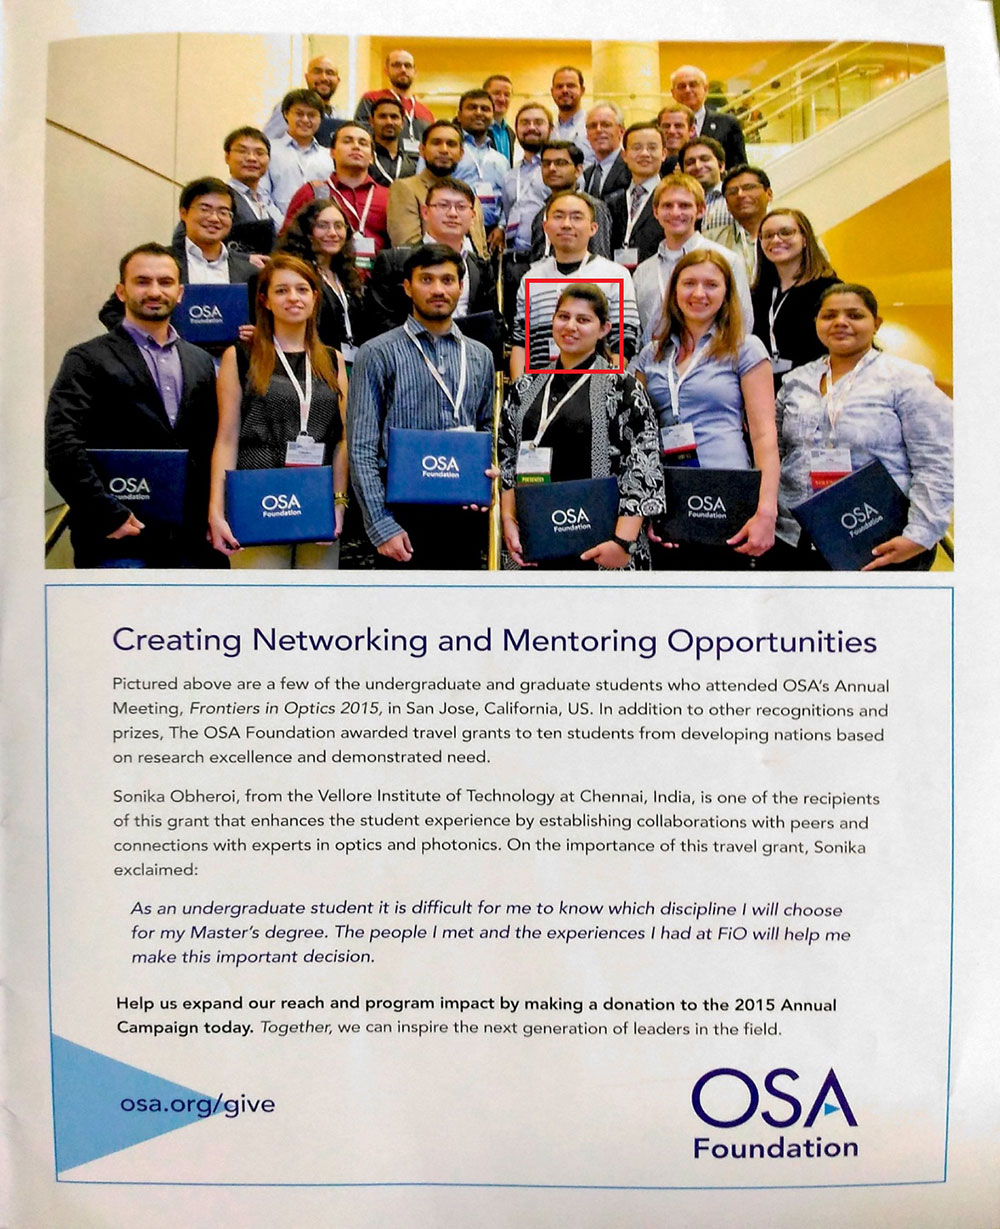 OSA
OSA
Foundation
OSA
Foundation
OSA
Foundation
OSA
Foundation
OSA
Foundation
OSA
Foundation
PRESENTER
Creating Networking and Mentoring Opportunities
Pictured above are a few of the undergraduate and graduate students who attended OSA's Annual
Meeting, Frontiers in Optics 2015, in San Jose, California, US. In addition to other recognitions and
prizes, The OSA Foundation awarded travel grants to ten students from developing nations based
on research excellence and demonstrated need.
Sonika Obheroi, from the Vellore Institute of Technology at Chennai, India, is one of the recipients
of this grant that enhances the student experience by establishing collaborations with peers and
connections with experts in optics and photonics. On the importance of this travel grant, Sonika
exclaimed:
As an undergraduate student it is difficult for me to know which discipline I will choose
for my Master's degree. The people I met and the experiences I had at FiO will help me
make this important decision.
Help us expand our reach and program impact by making a donation to the 2015 Annual
Campaign today. Together, we can inspire the next generation of leaders in the field.
osa.org/give
OSA
Foundation